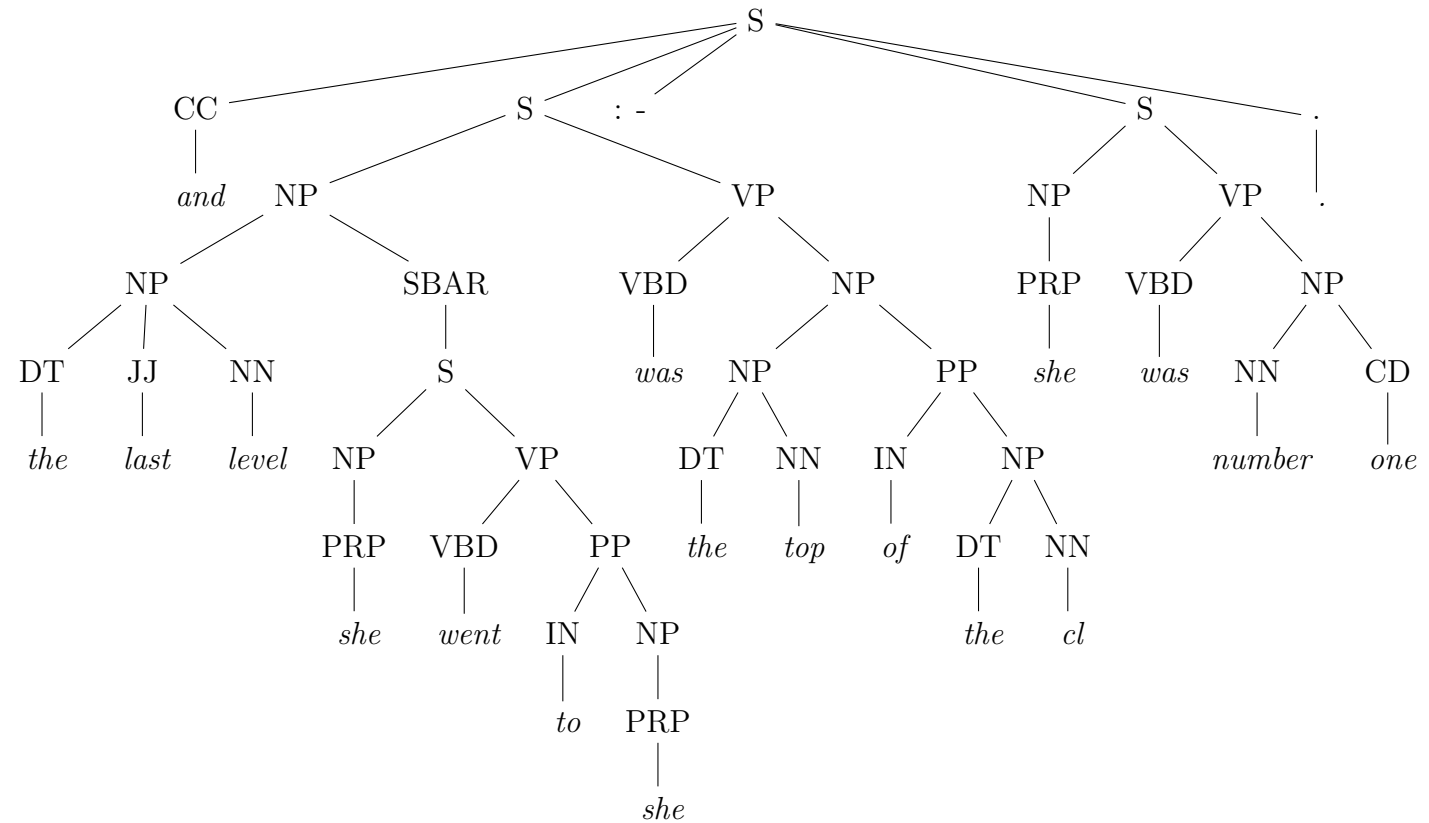 S
CC S : - S .
and NP VP NP VP .
NP SBAR VBD NP PRP VBD NP
DT JJ NN S was NP PP she was NN CD
the last level NP VP DT NN IN NP number one
PRP VBD PP the top of DT NN
she went IN NP the cl
to PRP
she